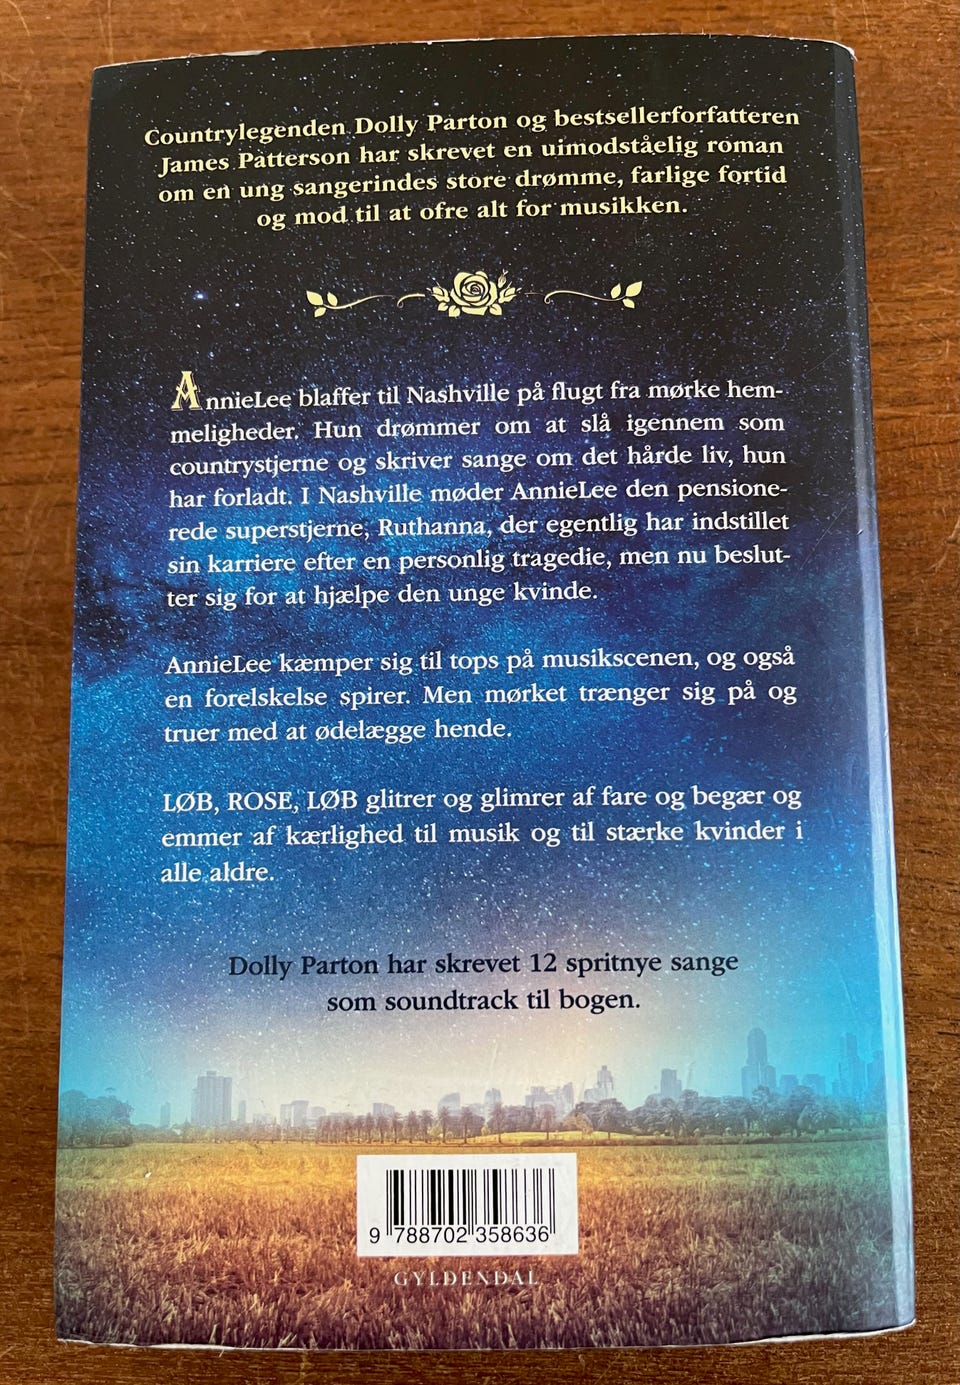 Countrylegenden Dolly Parton og bestsellerforfatteren
James Patterson har skrevet en uimodståelig roman
om en ung sangerindes store drømme, farlige fortid
og mod til at ofre alt for musikken.
AnnieLee blaffer til Nashville på flugt fra mørke hem-
meligheder. Hun drømmer om at slå igennem som
countrystjerne og skriver sange om det hårde liv, hun
har forladt. I Nashville møder AnnieLee den pensione-
rede superstjerne, Ruthanna, der egentlig har indstillet
sin karriere efter en personlig tragedie, men nu beslut-
ter sig for at hjælpe den unge kvinde.
AnnieLee kæmper sig til tops på musikscenen, og også
en forelskelse spirer. Men mørket trænger sig på og
truer med at ødelægge hende.
LØB, ROSE, LØB glitrer og glimrer af fare og begær og
emmer af kærlighed til musik og til stærke kvinder i
alle aldre.
Dolly Parton har skrevet 12 spritnye sange
som soundtrack til bogen.
9 788702 358636
GYLDENDAL